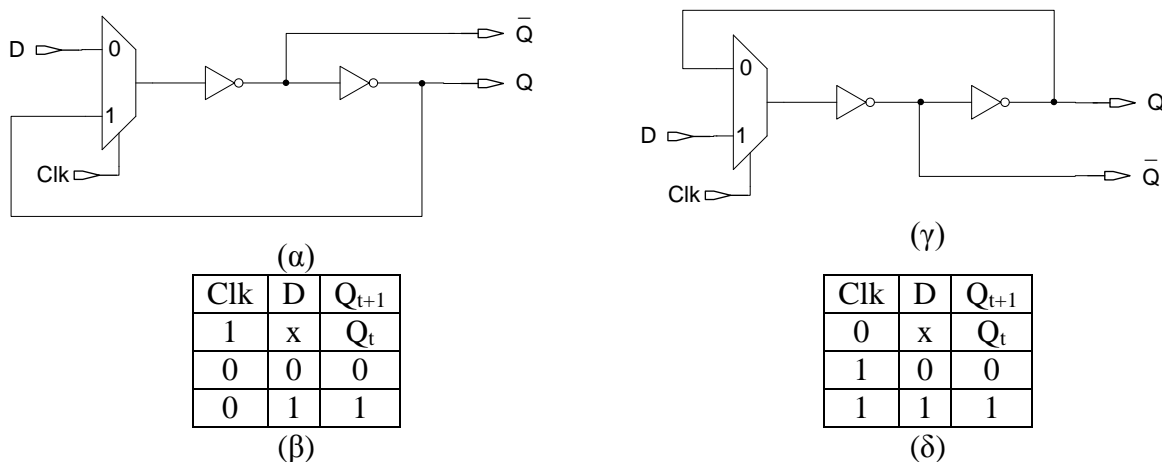 D
0
1
Clk
Q̅
Q
(α)
Clk D Qt+1
1 x Qt
0 0 0
0 1 1
(β)
0
D
1
Clk
Q
Q̅
(γ)
Clk D Qt+1
0 x Qt
1 0 0
1 1 1
(δ)